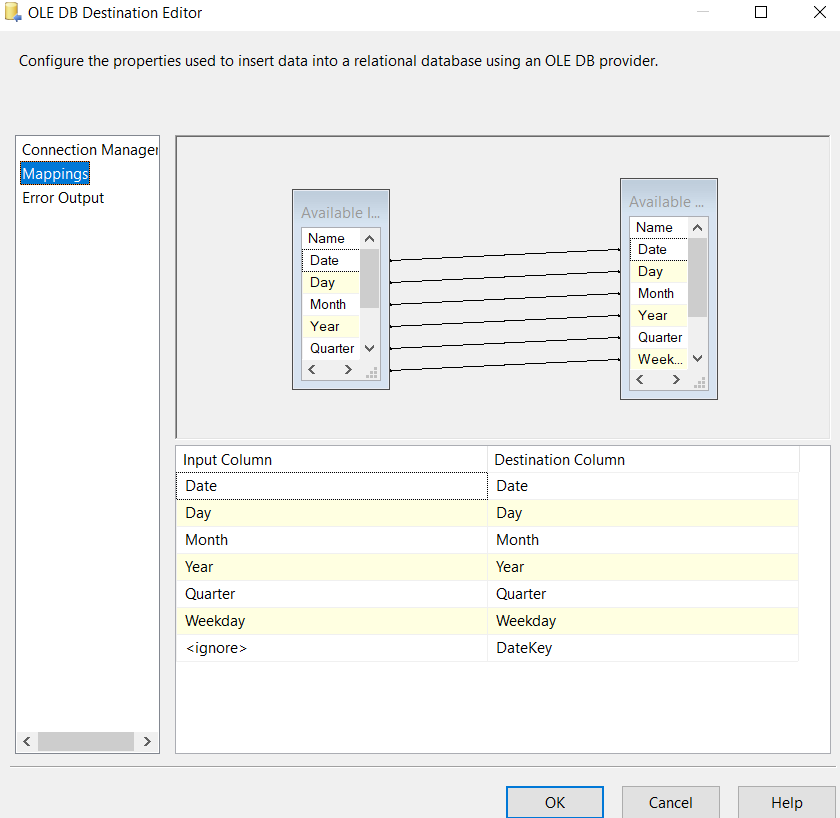 OLE DB Destination Editor
Configure the properties used to insert data into a relational database using an OLE DB provider.
Connection Manager
Mappings
Error Output
Available I...
Name
Date
Day
Month
Year
Quarter
Available ...
Name
Date
Day
Month
Year
Quarter
Week...
Input Column Destination Column
Date Date
Day Day
Month Month
Year Year
Quarter Quarter
Weekday Weekday
<ignore> DateKey
OK Cancel Help